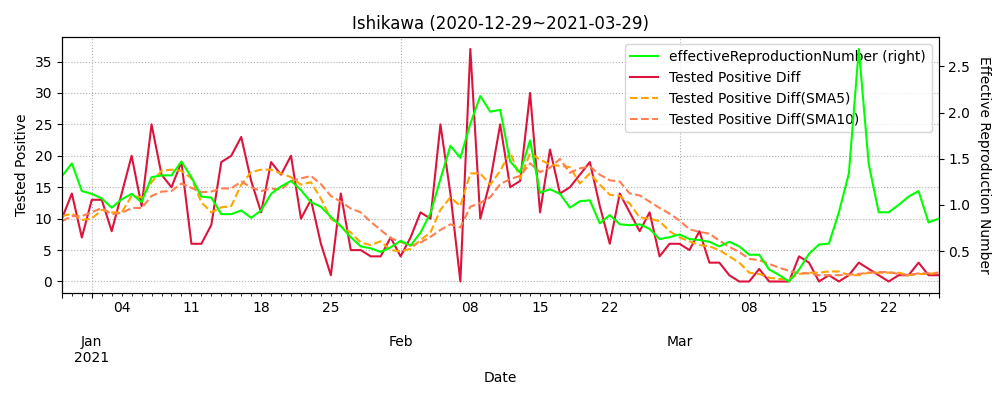 Ishikawa (2020-12-29~2021-03-29)
effectiveReproductionNumber (right)
Tested Positive Diff
Tested Positive Diff(SMA5)
Tested Positive Diff(SMA10)
Tested Positive
35
30
25
20
15
10
5
0
2.5
2.0
1.5
1.0
0.5
Effective Reproduction Number
04 11 18 25 08 15 22 08 15 22
Jan Feb Mar
2021
Date